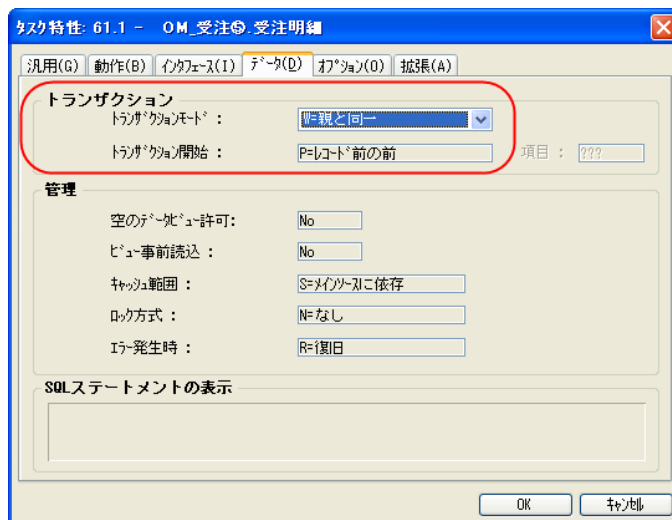 タスク特性: 61.1 - OM_受注⑤.受注明細
汎用(G) 動作(B) インタフェース(I) データ(D) オプション(O) 拡張(A)
トランザクション
トランザクションモード : W=親と同一
トランザクション開始 : P=レコード前の前 項目 : ???
管理
空のデータビュー許可: No
ビュー事前読込 : No
キャッシュ範囲 : S=メインソースに依存
ロック方式 : N=なし
エラー発生時 : R=復旧
SQLステートメントの表示
OK キャンセル